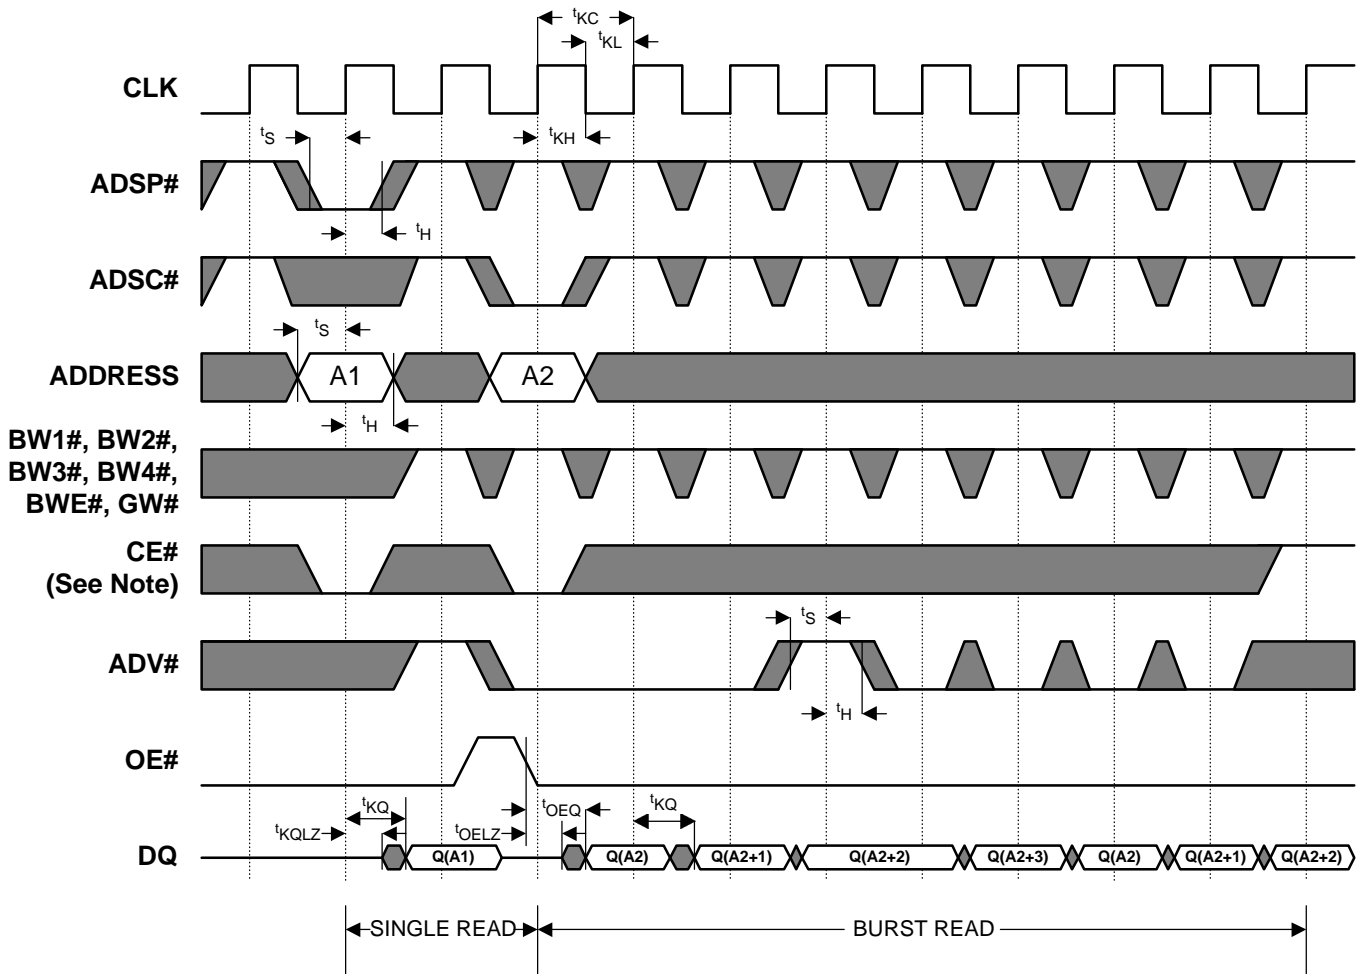 tKC
tKL
CLK
tS
tKH
ADSP#
tH
ADSC#
tS
ADDRESS
A1
A2
tH
BW1#, BW2#,
BW3#, BW4#,
BWE#, GW#
CE#
(See Note)
tS
ADV#
tH
OE#
tKQ
tOEQ
tKQ
tKQLZ
tOELZ
DQ
Q(A1)
Q(A2)
Q(A2+1)
Q(A2+2)
Q(A2+3)
Q(A2)
Q(A2+1)
Q(A2+2)
SINGLE READ
BURST READ